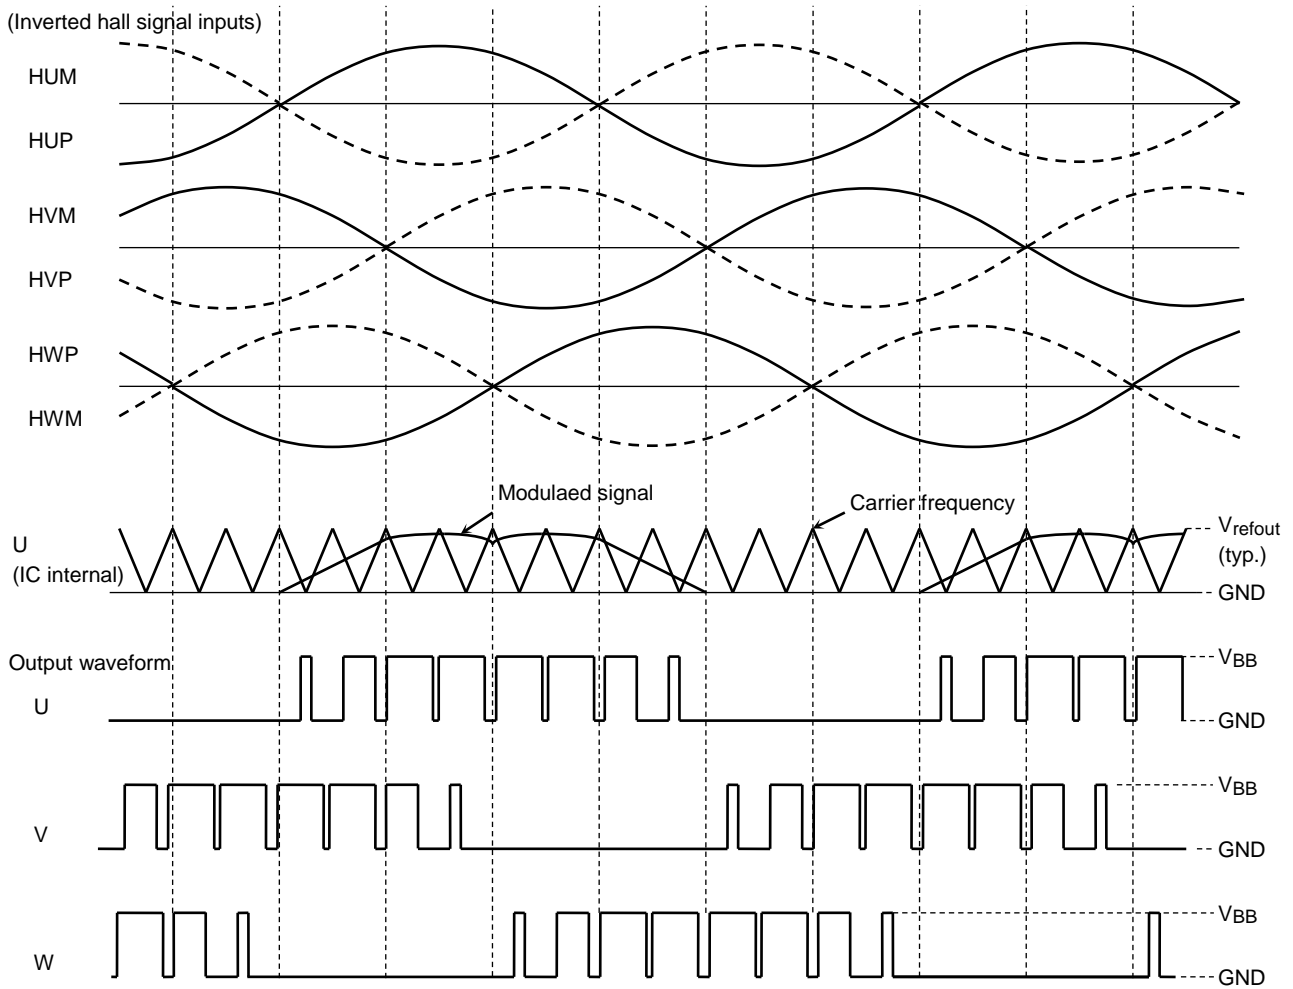 (Inverted hall signal inputs)
HUM
HUP
HVM
HVP
HWP
HWM
Modulaed signal
Carrier frequency
U
(IC internal)
Vrefout
(typ.)
GND
Output waveform
VBB
U
GND
VBB
V
GND
VBB
W
GND